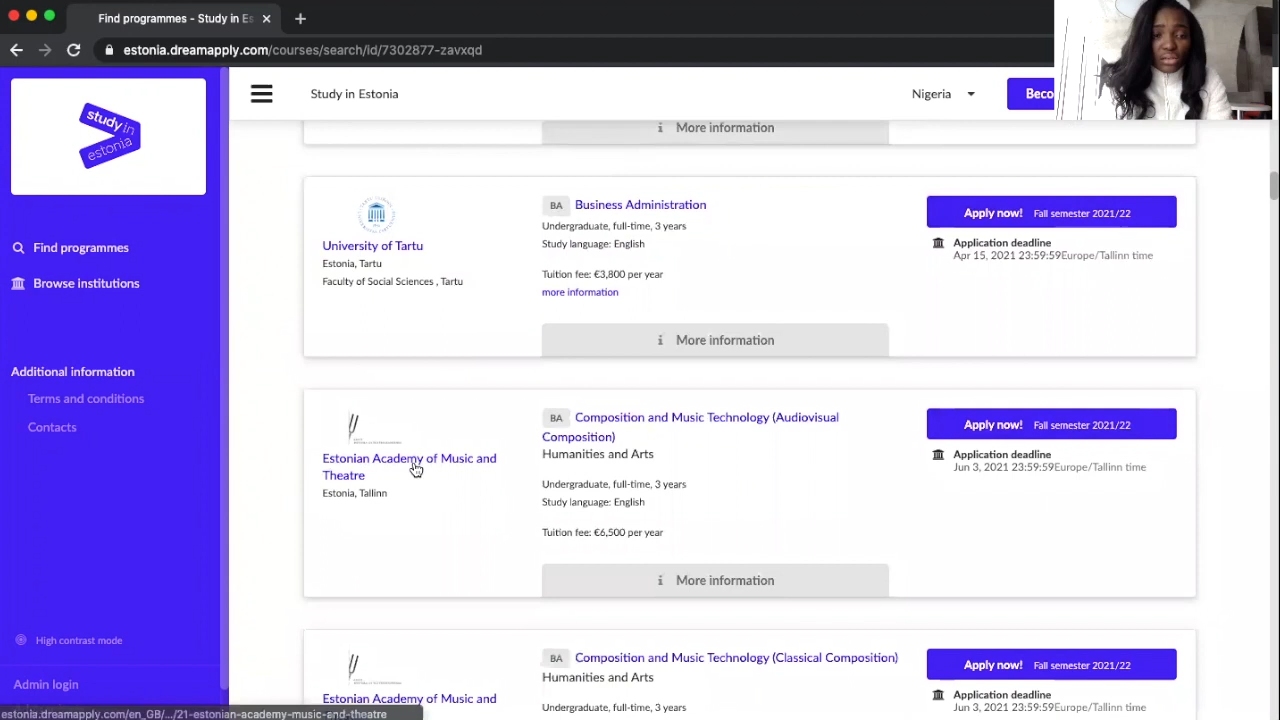 Find programmes - Study in Es
estonia.dreamapply.com/courses/search/id/7302877-zavxqd
study in
estonia
Study in Estonia
Nigeria
Beco
Find programmes
Browse institutions
Additional information
Terms and conditions
Contacts
High contrast mode
Admin login
estonia.dreamapply.com/en_GB/.../21-estonian-academy-music-and-theatre
More information
University of Tartu
Estonia, Tartu
Faculty of Social Sciences , Tartu
BA Business Administration
Undergraduate, full-time, 3 years
Study language: English
Tuition fee: €3,800 per year
more information
More information
Apply now! Fall semester 2021/22
Application deadline
Apr 15, 2021 23:59:59Europe/Tallinn time
Estonian Academy of Music and
Theatre
Estonia, Tallinn
BA Composition and Music Technology (Audiovisual
Composition)
Humanities and Arts
Undergraduate, full-time, 3 years
Study language: English
Tuition fee: €6,500 per year
More information
Apply now! Fall semester 2021/22
Application deadline
Jun 3, 2021 23:59:59Europe/Tallinn time
Estonian Academy of Music and
BA Composition and Music Technology (Classical Composition)
Humanities and Arts
Undergraduate, full-time, 3 years
Apply now! Fall semester 2021/22
Application deadline
Jun 3, 2021 23:59:59Europe/Tallinn time